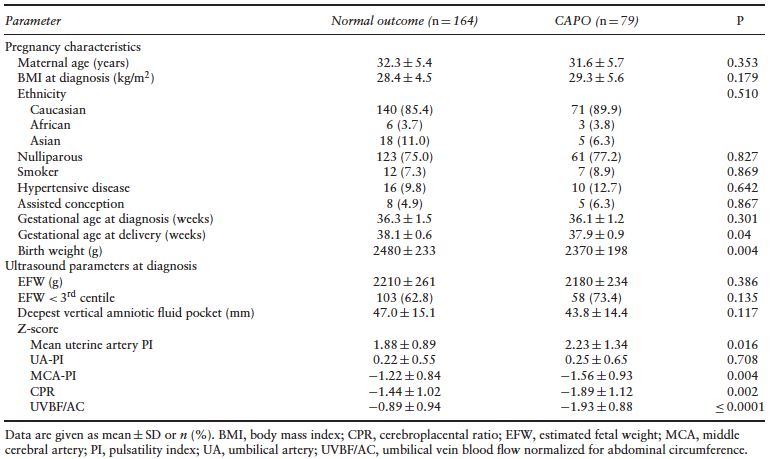 Parameter Normal outcome (n = 164) CAPO (n = 79) P
Pregnancy characteristics
Maternal age (years) 32.3 ± 5.4 31.6 ± 5.7 0.353
BMI at diagnosis (kg/m²) 28.4 ± 4.5 29.3 ± 5.6 0.179
Ethnicity 0.510
Caucasian 140 (85.4) 71 (89.9)
African 6 (3.7) 3 (3.8)
Asian 18 (11.0) 5 (6.3)
Nulliparous 123 (75.0) 61 (77.2) 0.827
Smoker 12 (7.3) 7 (8.9) 0.869
Hypertensive disease 16 (9.8) 10 (12.7) 0.642
Assisted conception 8 (4.9) 5 (6.3) 0.867
Gestational age at diagnosis (weeks) 36.3 ± 1.5 36.1 ± 1.2 0.301
Gestational age at delivery (weeks) 38.1 ± 0.6 37.9 ± 0.9 0.04
Birth weight (g) 2480 ± 233 2370 ± 198 0.004
Ultrasound parameters at diagnosis
EFW (g) 2210 ± 261 2180 ± 234 0.386
EFW < 3rd centile 103 (62.8) 58 (73.4) 0.135
Deepest vertical amniotic fluid pocket (mm) 47.0 ± 15.1 43.8 ± 14.4 0.117
Z-score
Mean uterine artery PI 1.88 ± 0.89 2.23 ± 1.34 0.016
UA-PI 0.22 ± 0.55 0.25 ± 0.65 0.708
MCA-PI −1.22 ± 0.84 −1.56 ± 0.93 0.004
CPR −1.44 ± 1.02 −1.89 ± 1.12 0.002
UVBF/AC −0.89 ± 0.94 −1.93 ± 0.88 ≤ 0.0001
Data are given as mean ± SD or n (%). BMI, body mass index; CPR, cerebroplacental ratio; EFW, estimated fetal weight; MCA, middle
cerebral artery; PI, pulsatility index; UA, umbilical artery; UVBF/AC, umbilical vein blood flow normalized for abdominal circumference.